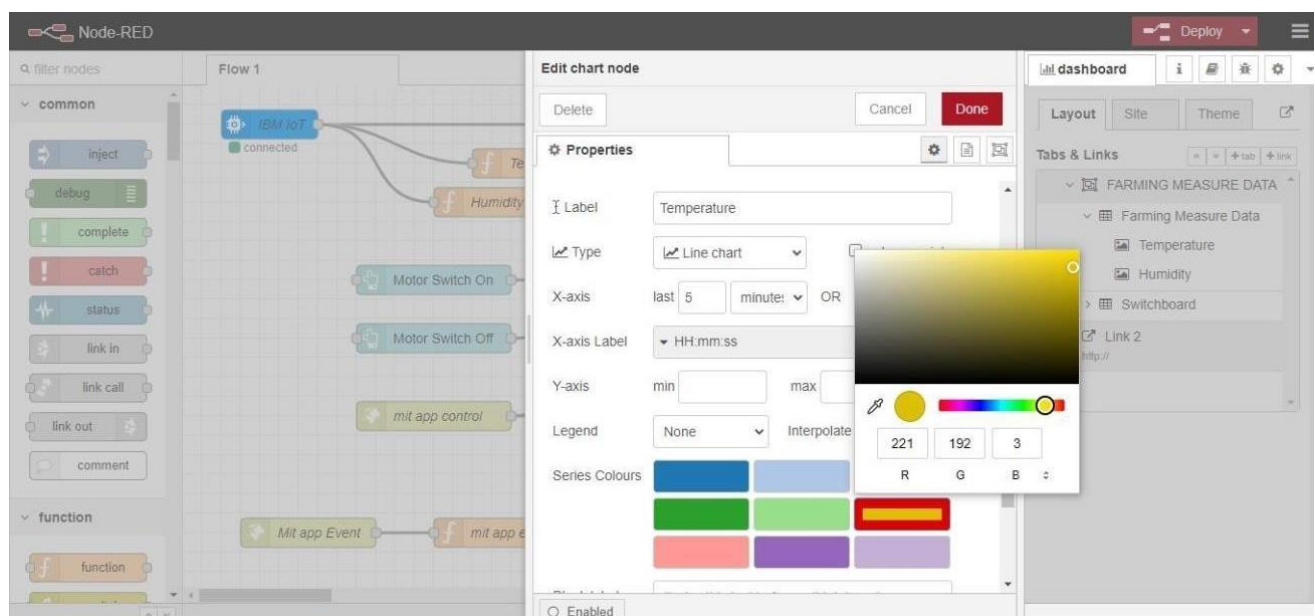 Node-RED
Deploy
filter nodes
Flow 1
Edit chart node
dashboard
common
Delete
Cancel
Done
Layout
Site
Theme
IBM IoT
connected
inject
Properties
Tabs & Links
+ tab
+ link
debug
Te
Humidity
Label
Temperature
FARMING MEASURE DATA
Farming Measure Data
complete
Type
Line chart
Temperature
catch
Motor Switch On
X-axis
last
5
OR
Humidity
status
Switchboard
Motor Switch Off
X-axis Label
HH:mm:ss
Link 2
http://
link in
Y-axis
min
max
link call
mit app control
Legend
None
Interpolate
link out
221
192
3
comment
Series Colours
R
G
B
function
Mit app Event
mit app e
function
Enabled